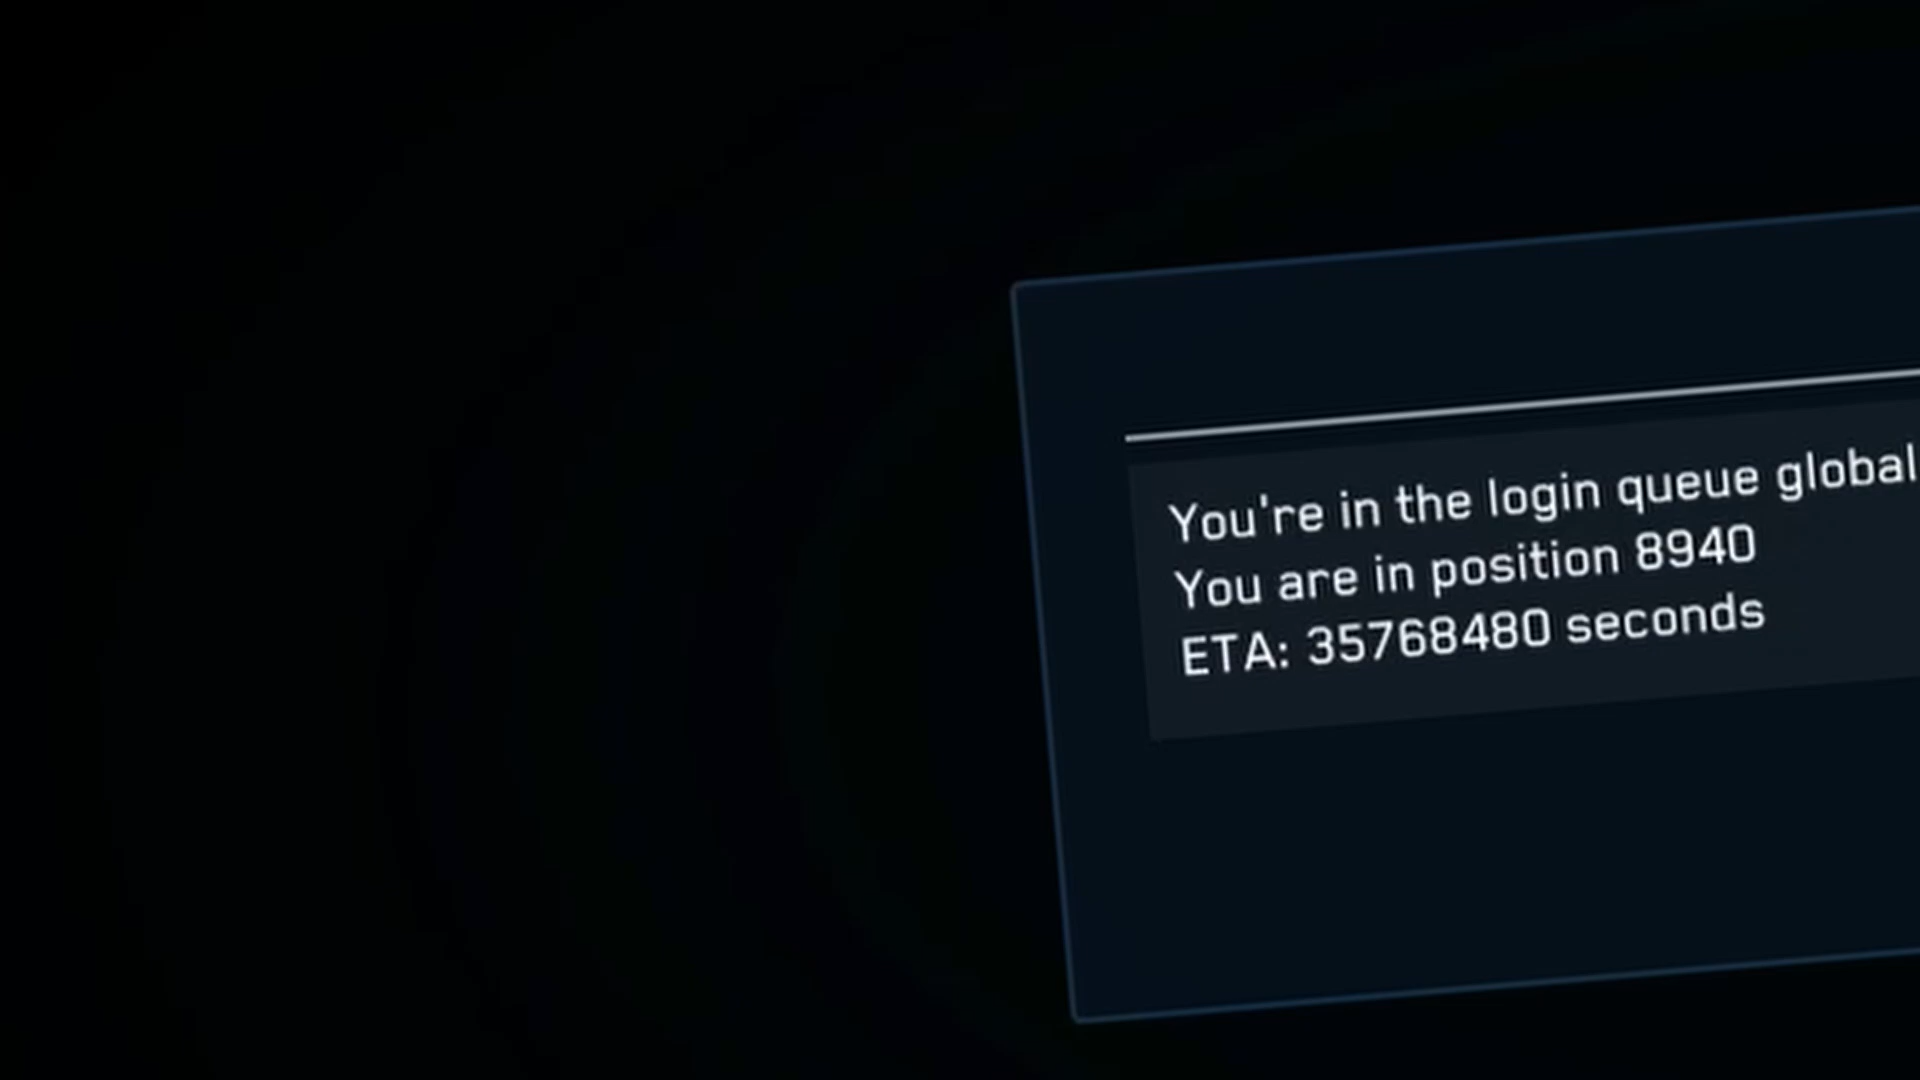 You're in the login queue global
You are in position 8940
ETA: 35768480 seconds